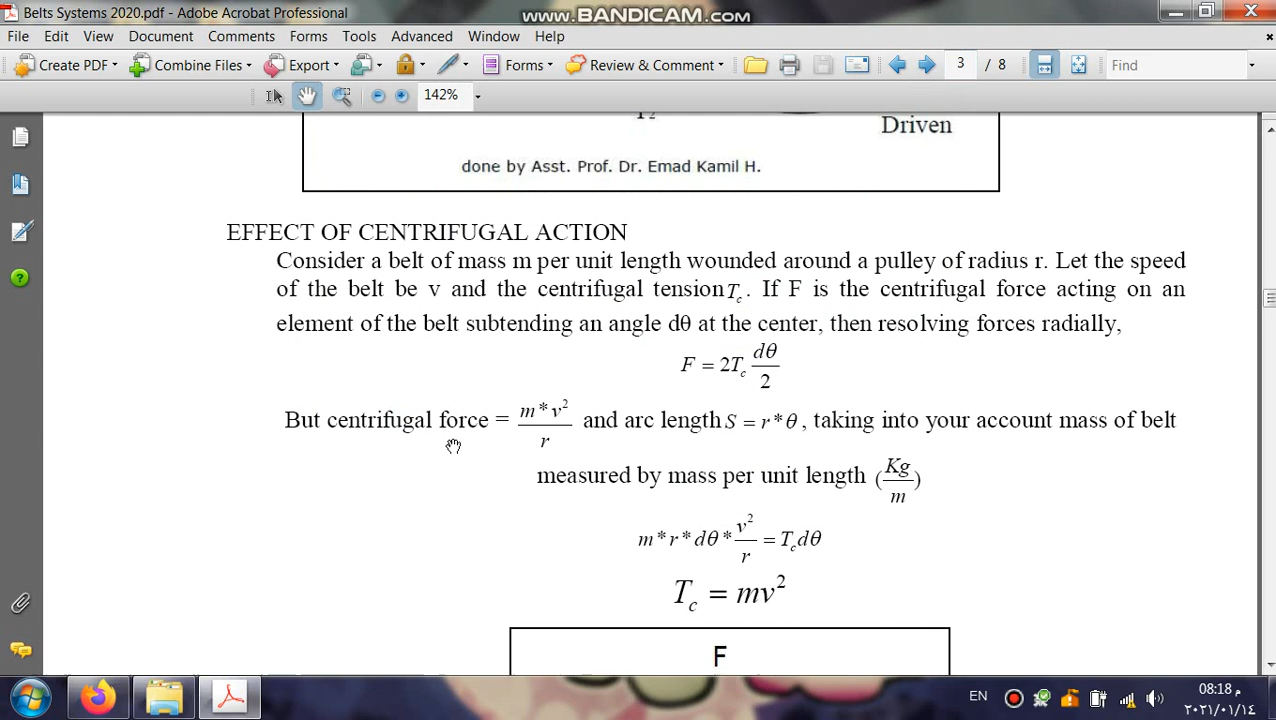 Belts Systems 2020.pdf - Adobe Acrobat Professional
www.BANDICAM.com
File Edit View Document Comments Forms Tools Advanced Window Help
Create PDF Combine Files Export Forms Review & Comment 3 / 8 Find
142%
Driven
done by Asst. Prof. Dr. Emad Kamil H.
EFFECT OF CENTRIFUGAL ACTION
Consider a belt of mass m per unit length wounded around a pulley of radius r. Let the speed
of the belt be v and the centrifugal tension T_c. If F is the centrifugal force acting on an
element of the belt subtending an angle dθ at the center, then resolving forces radially,
F = 2T_c dθ/2
But centrifugal force = m*v²/r and arc length S = r*θ, taking into your account mass of belt
measured by mass per unit length (Kg/m)
m*r*dθ*v²/r = T_c dθ
T_c = mv²
F
EN
08:18 م
٢٠٢١/٠١/١٤